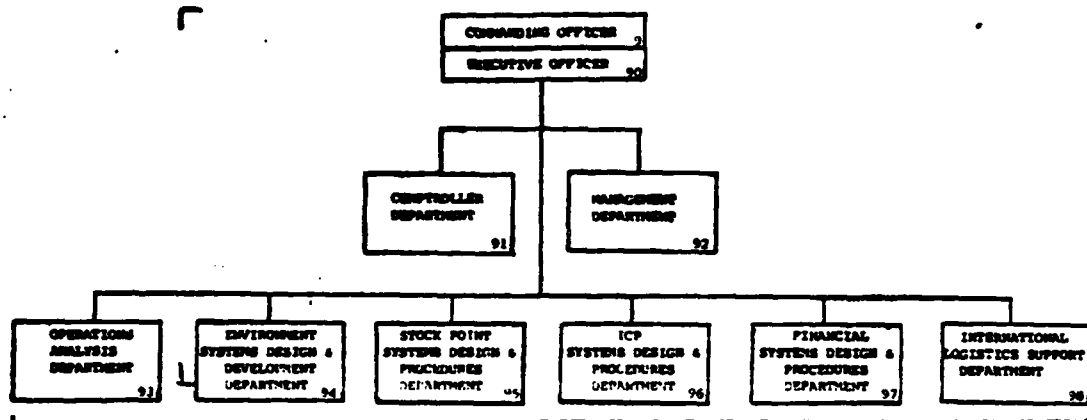 COMMANDING OFFICER
9
EXECUTIVE OFFICER
90
COMPTROLLER
DEPARTMENT
91
MANAGEMENT
DEPARTMENT
92
OPERATIONS
ANALYSIS
DEPARTMENT
93
ENVIRONMENT
SYSTEMS DESIGN &
DEVELOPMENT
DEPARTMENT
94
STOCK POINT
SYSTEMS DESIGN &
PROCEDURES
DEPARTMENT
95
ICP
SYSTEMS DESIGN &
PROCEDURES
DEPARTMENT
96
FINANCIAL
SYSTEMS DESIGN &
PROCEDURES
DEPARTMENT
97
INTERNATIONAL
LOGISTICS SUPPORT
DEPARTMENT
98